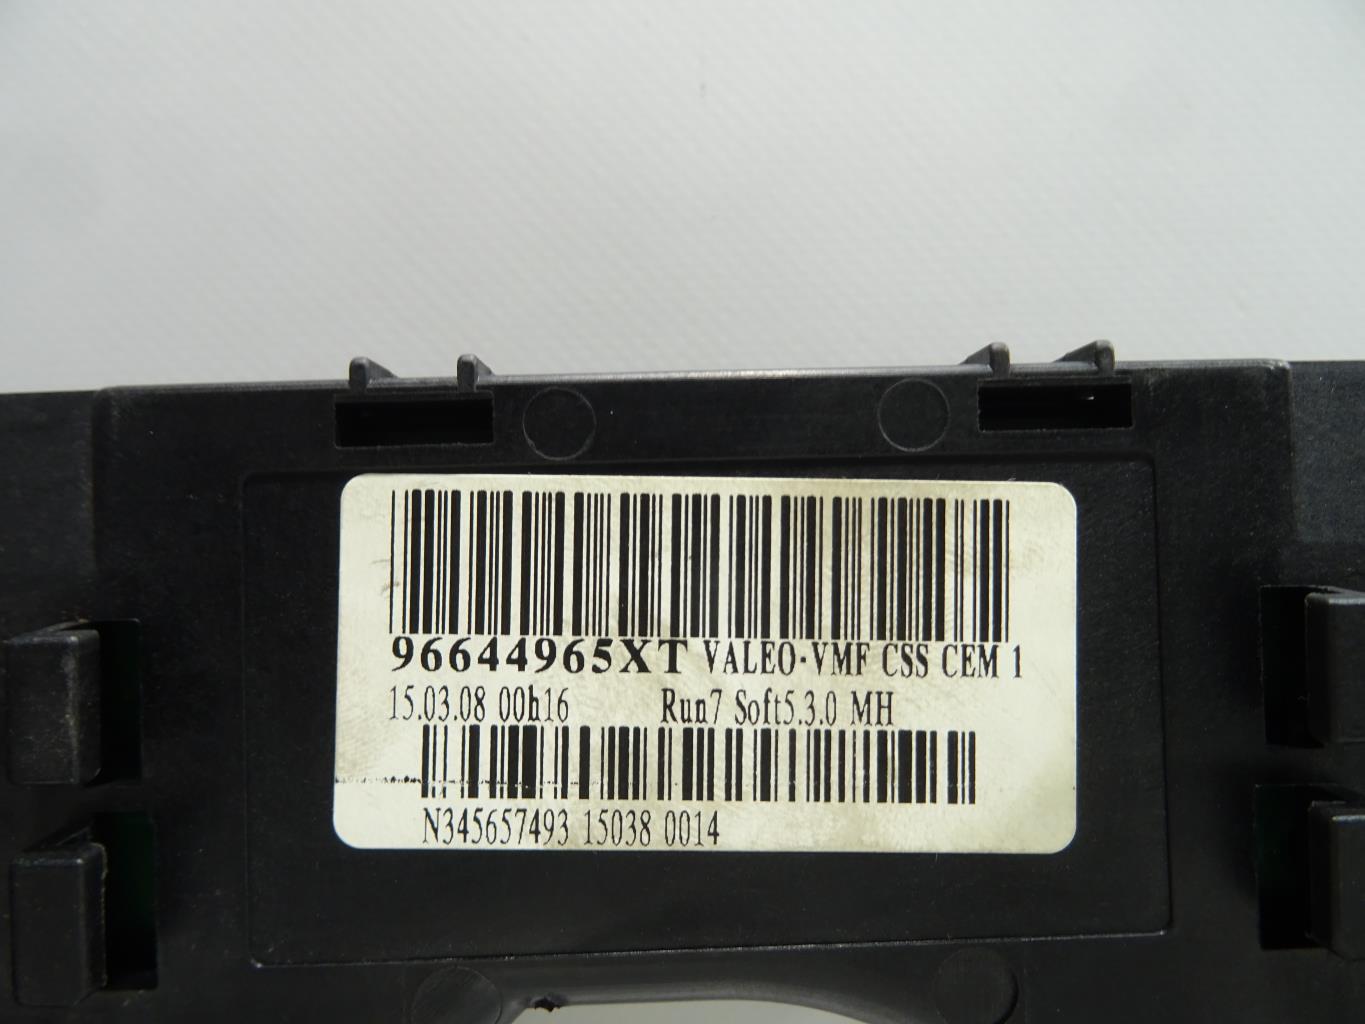 96644965XT VALEO-VMF CSS CEM 1
15.03.08 00h16 Run7 Soft5.3.0 MH
N345657493 15038 0014